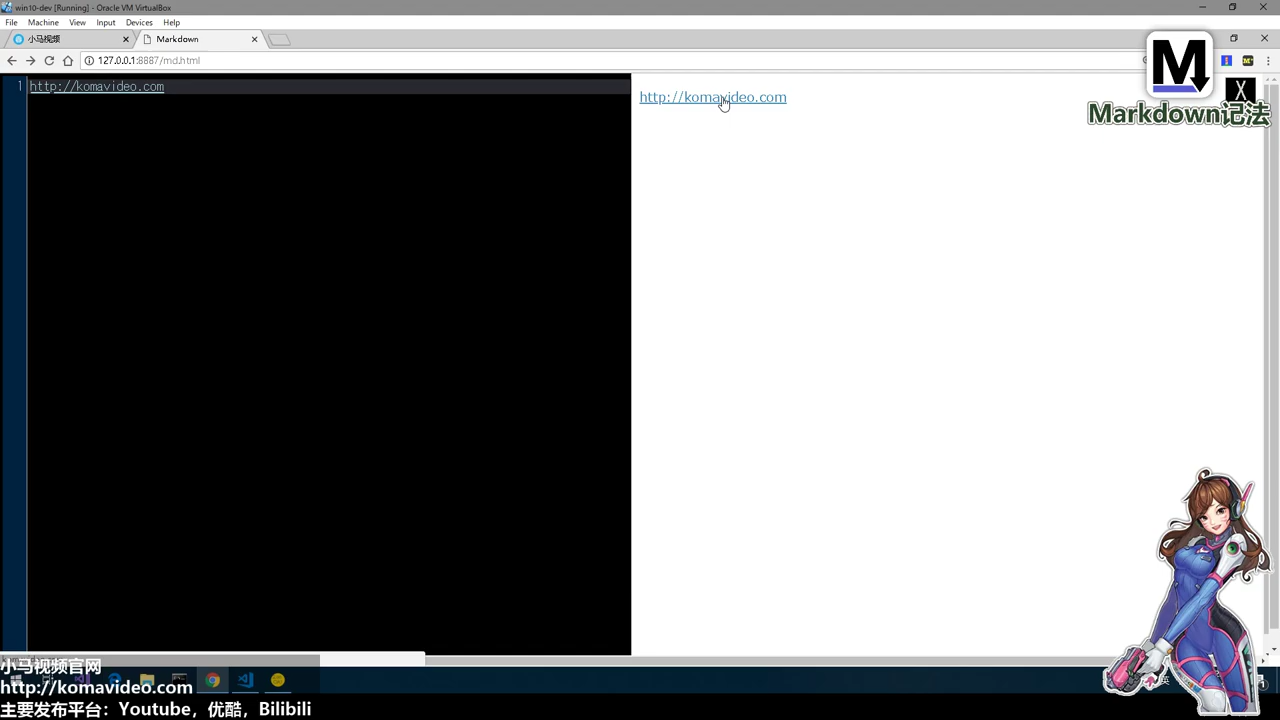 win10-dev [Running] - Oracle VM VirtualBox
File Machine View Input Devices Help
小马视频
Markdown
127.0.0.1:8887/md.html
1 http://komavideo.com
http://komavideo.com
M
X
Markdown记法
小马视频官网
http://komavideo.com
主要发布平台：Youtube，优酷，Bilibili
英